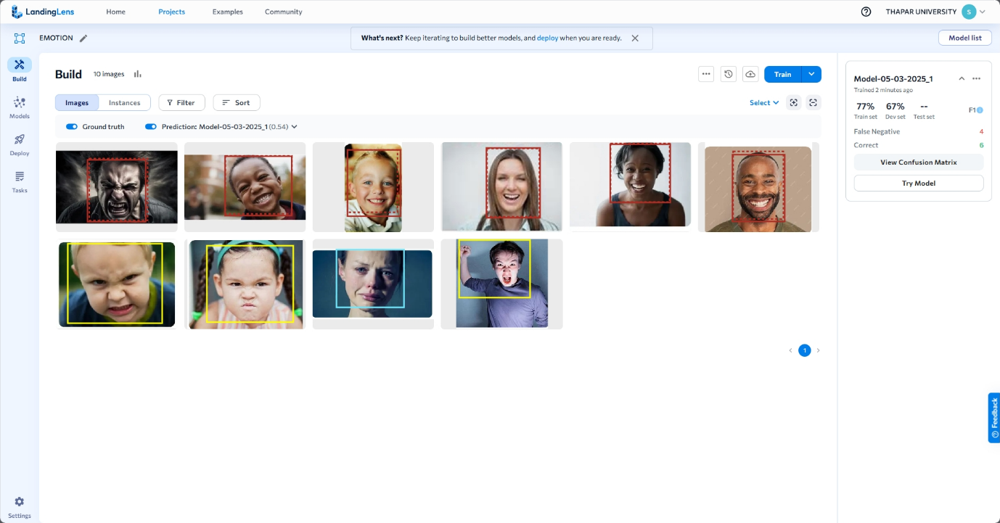 LandingLens
Home
Projects
Examples
Community
THAPAR UNIVERSITY
S
EMOTION
What's next? Keep iterating to build better models, and deploy when you are ready.
Model list
Build
Models
Deploy
Tasks
Settings
Build
10 images
Train
Images
Instances
Filter
Sort
Select
Ground truth
Prediction: Model-05-03-2025_1 (0.54)
1
Model-05-03-2025_1
Trained 2 minutes ago
77%
67%
--
F1
Train set
Dev set
Test set
False Negative 4
Correct 6
View Confusion Matrix
Try Model
Feedback